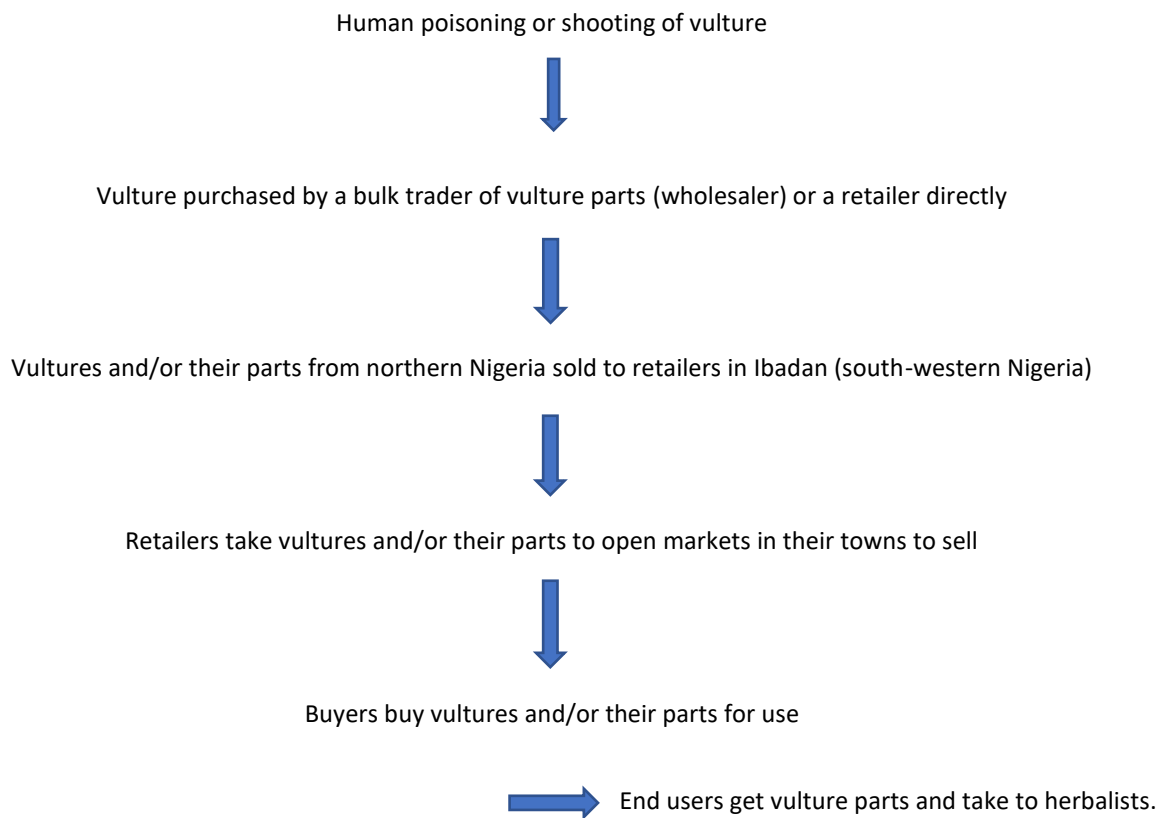 Human poisoning or shooting of vulture
Vulture purchased by a bulk trader of vulture parts (wholesaler) or a retailer directly
Vultures and/or their parts from northern Nigeria sold to retailers in Ibadan (south-western Nigeria)
Retailers take vultures and/or their parts to open markets in their towns to sell
Buyers buy vultures and/or their parts for use
End users get vulture parts and take to herbalists.